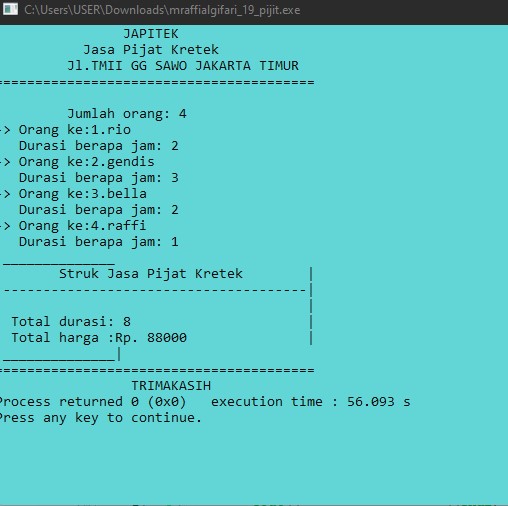 C:\Users\USER\Downloads\mraffialgifari_19_pijit.exe
JAPITEK
Jasa Pijat Kretek
Jl.TMII GG SAWO JAKARTA TIMUR
========================================
Jumlah orang: 4
-> Orang ke:1.rio
Durasi berapa jam: 2
-> Orang ke:2.gendis
Durasi berapa jam: 3
-> Orang ke:3.bella
Durasi berapa jam: 2
-> Orang ke:4.raffi
Durasi berapa jam: 1
______________
Struk Jasa Pijat Kretek |
--------------------------------------|
|
Total durasi: 8 |
Total harga :Rp. 88000 |
______________|
========================================
TRIMAKASIH
Process returned 0 (0x0) execution time : 56.093 s
Press any key to continue.